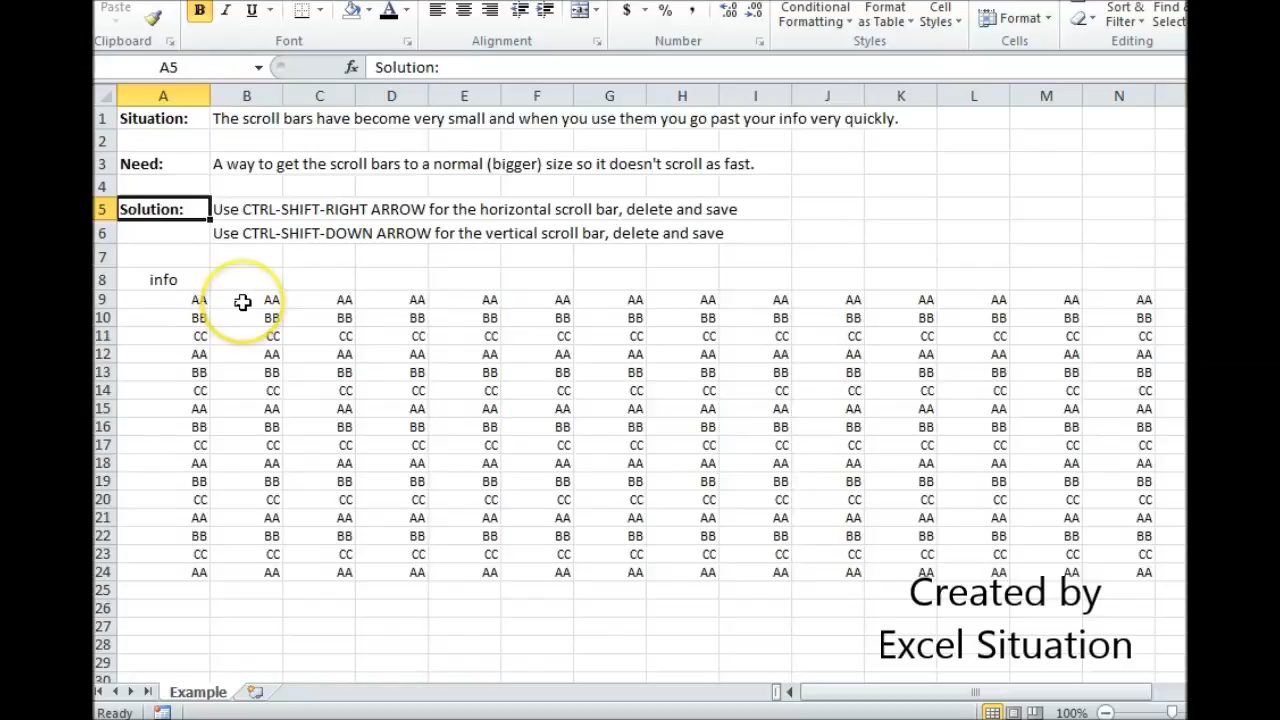 Paste
B I U $ % , .0 .00 .00 .0
Conditional Format Cell Format Sort & Find &
Formatting as Table Styles Filter Select
Clipboard Font Alignment Number Styles Cells Editing
A5 fx Solution:
A B C D E F G H I J K L M N
1 Situation: The scroll bars have become very small and when you use them you go past your info very quickly.
2
3 Need: A way to get the scroll bars to a normal (bigger) size so it doesn't scroll as fast.
4
5 Solution: Use CTRL-SHIFT-RIGHT ARROW for the horizontal scroll bar, delete and save
6 Use CTRL-SHIFT-DOWN ARROW for the vertical scroll bar, delete and save
7
8 info
9 AA AA AA AA AA AA AA AA AA AA AA AA AA AA
10 BB BB BB BB BB BB BB BB BB BB BB BB BB BB
11 CC CC CC CC CC CC CC CC CC CC CC CC CC CC
12 AA AA AA AA AA AA AA AA AA AA AA AA AA AA
13 BB BB BB BB BB BB BB BB BB BB BB BB BB BB
14 CC CC CC CC CC CC CC CC CC CC CC CC CC CC
15 AA AA AA AA AA AA AA AA AA AA AA AA AA AA
16 BB BB BB BB BB BB BB BB BB BB BB BB BB BB
17 CC CC CC CC CC CC CC CC CC CC CC CC CC CC
18 AA AA AA AA AA AA AA AA AA AA AA AA AA AA
19 BB BB BB BB BB BB BB BB BB BB BB BB BB BB
20 CC CC CC CC CC CC CC CC CC CC CC CC CC CC
21 AA AA AA AA AA AA AA AA AA AA AA AA AA AA
22 BB BB BB BB BB BB BB BB BB BB BB BB BB BB
23 CC CC CC CC CC CC CC CC CC CC CC CC CC CC
24 AA AA AA AA AA AA AA AA AA AA AA AA AA AA
25
26
27
28
29
30
Created by
Excel Situation
Example
Ready 100%